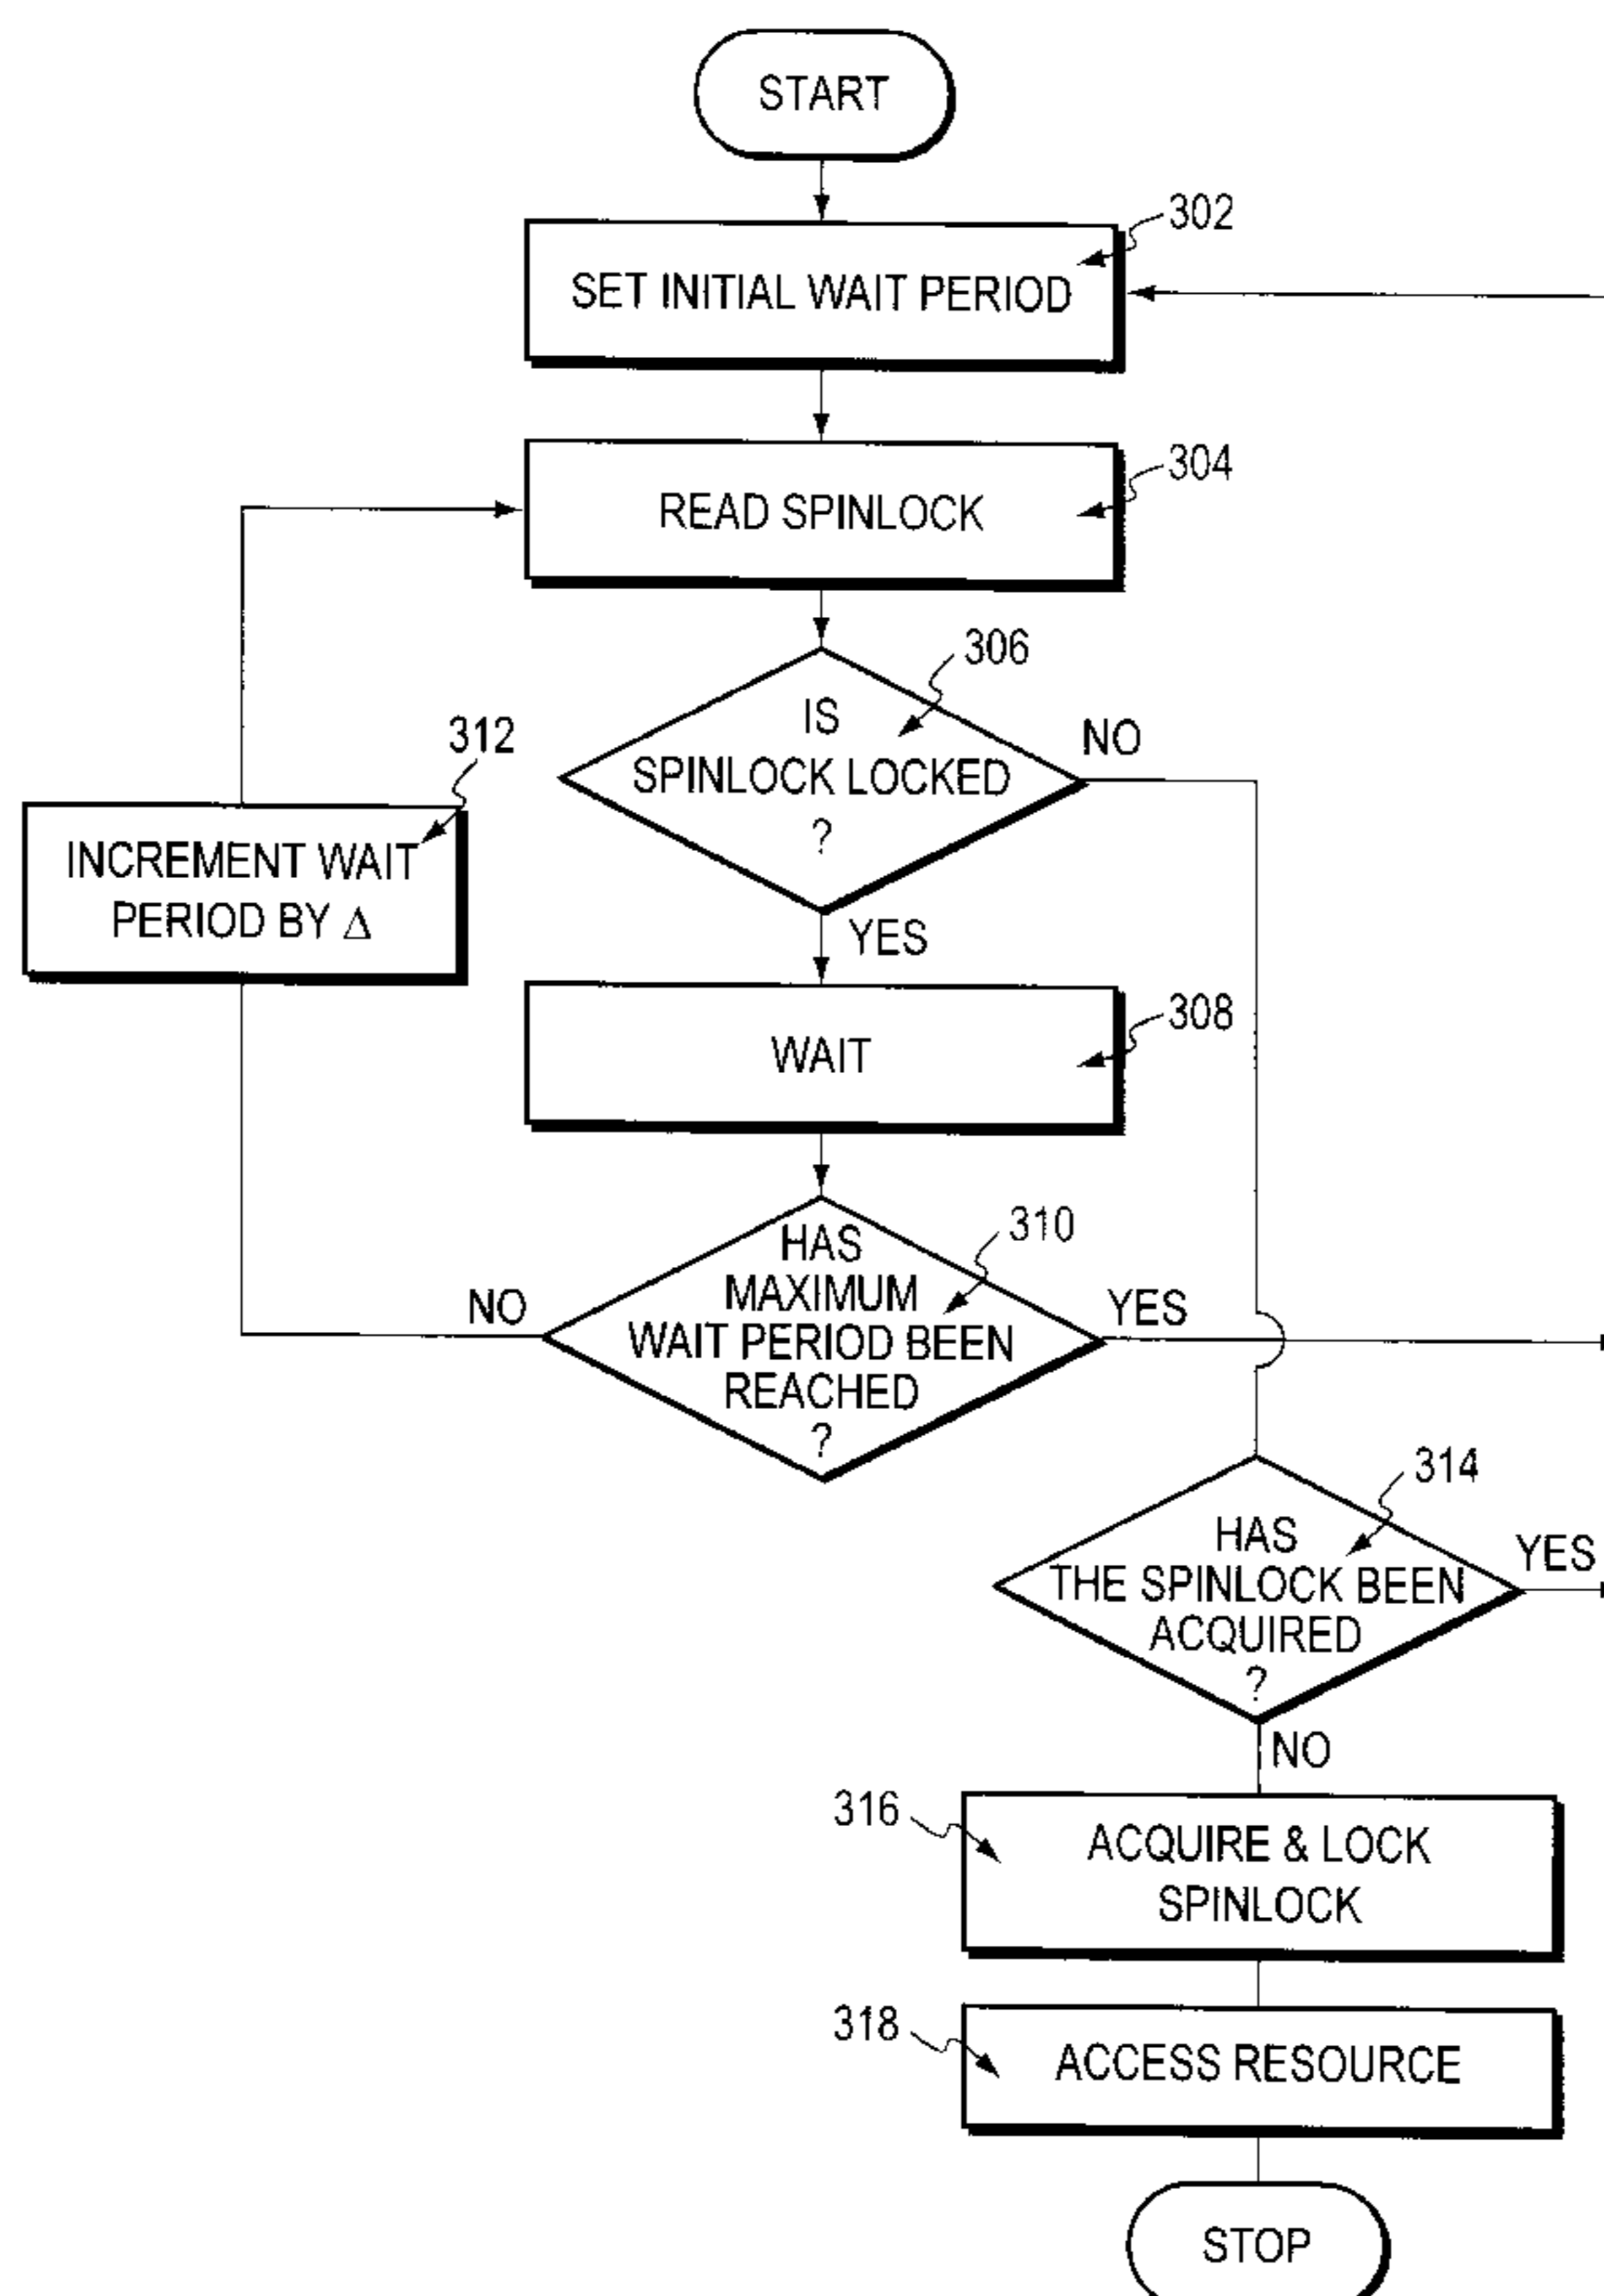 START
302
SET INITIAL WAIT PERIOD
304
READ SPINLOCK
306
IS
SPINLOCK LOCKED
?
NO
312
INCREMENT WAIT
PERIOD BY Δ
YES
308
WAIT
310
HAS
MAXIMUM
WAIT PERIOD BEEN
REACHED
?
NO
YES
314
HAS
THE SPINLOCK BEEN
ACQUIRED
?
YES
NO
316
ACQUIRE & LOCK
SPINLOCK
318
ACCESS RESOURCE
STOP